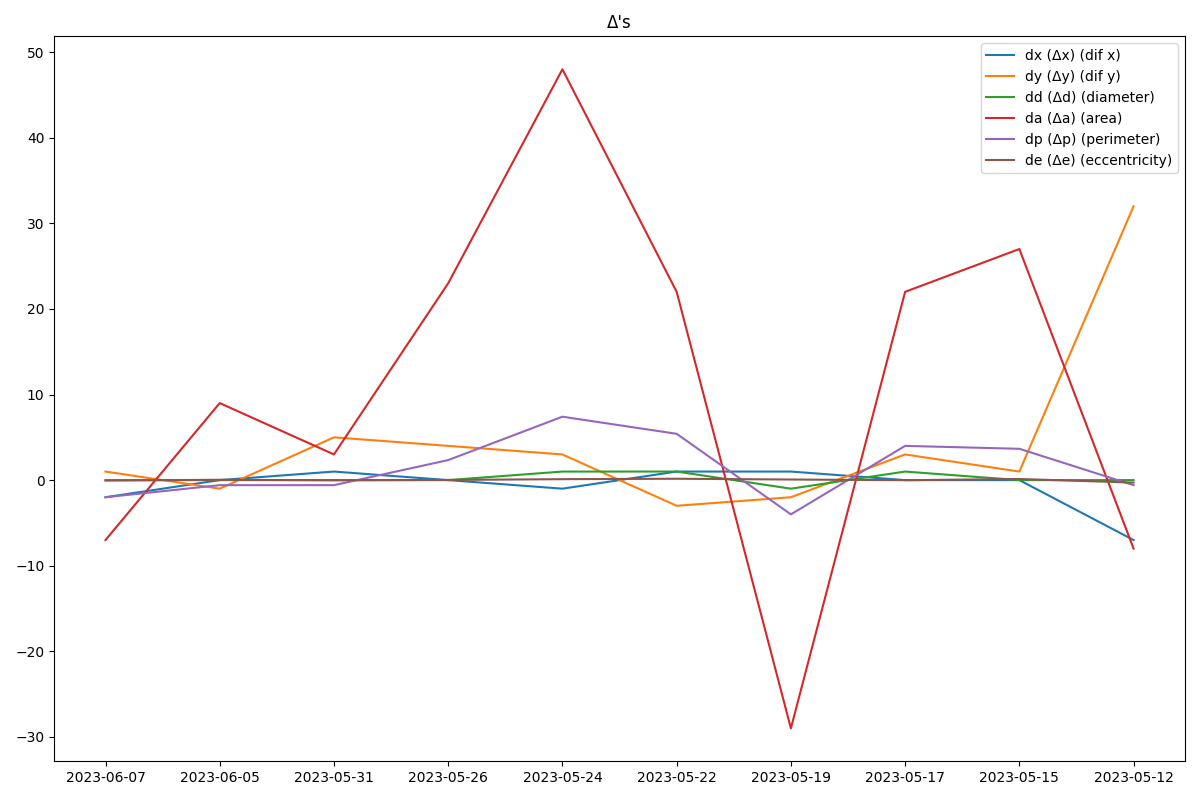 Δ's
50
40
30
20
10
0
−10
−20
−30
dx (Δx) (dif x)
dy (Δy) (dif y)
dd (Δd) (diameter)
da (Δa) (area)
dp (Δp) (perimeter)
de (Δe) (eccentricity)
2023-06-07 2023-06-05 2023-05-31 2023-05-26 2023-05-24 2023-05-22 2023-05-19 2023-05-17 2023-05-15 2023-05-12